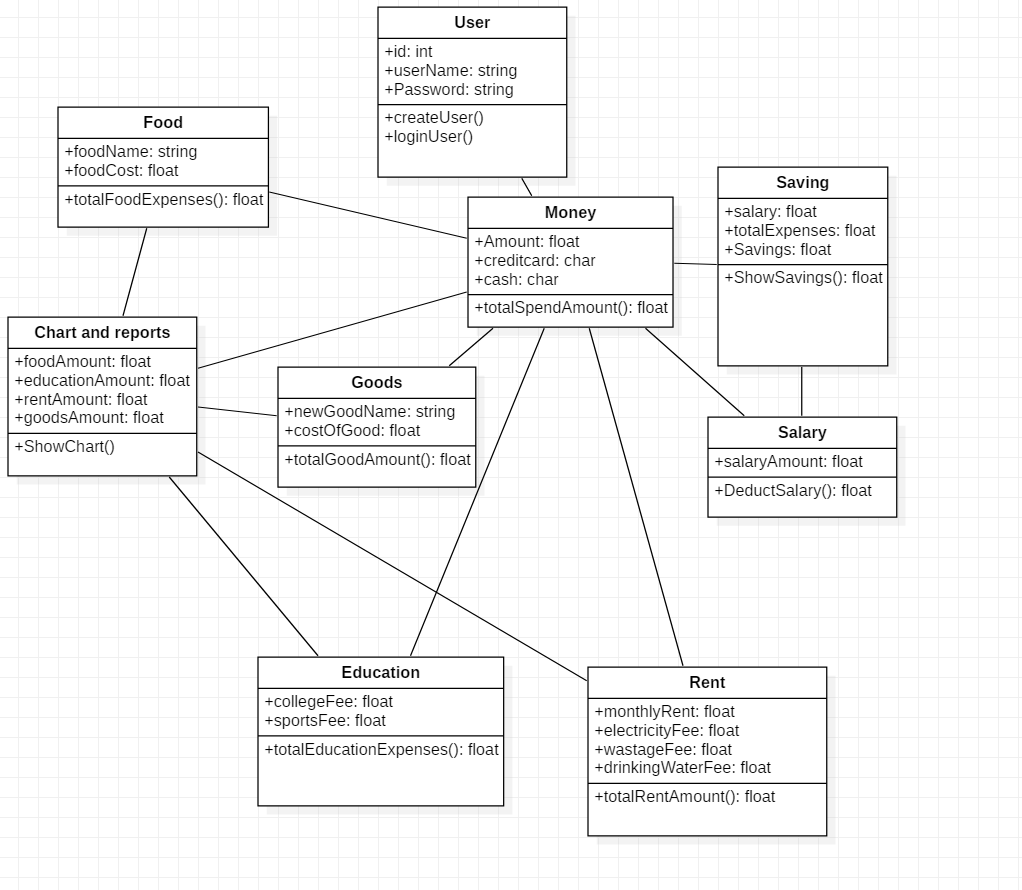 User
+id: int
+userName: string
+Password: string
+createUser()
+loginUser()
Food
+foodName: string
+foodCost: float
+totalFoodExpenses(): float
Saving
+salary: float
+totalExpenses: float
+Savings: float
+ShowSavings(): float
Money
+Amount: float
+creditcard: char
+cash: char
+totalSpendAmount(): float
Chart and reports
+foodAmount: float
+educationAmount: float
+rentAmount: float
+goodsAmount: float
+ShowChart()
Goods
+newGoodName: string
+costOfGood: float
+totalGoodAmount(): float
Salary
+salaryAmount: float
+DeductSalary(): float
Education
+collegeFee: float
+sportsFee: float
+totalEducationExpenses(): float
Rent
+monthlyRent: float
+electricityFee: float
+wastageFee: float
+drinkingWaterFee: float
+totalRentAmount(): float